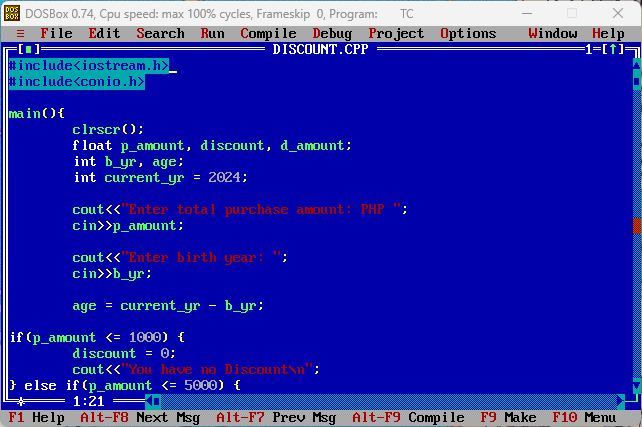 DOS BOX DOSBox 0.74, Cpu speed: max 100% cycles, Frameskip 0, Program: TC
≡ File Edit Search Run Compile Debug Project Options Window Help
[■] DISCOUNT.CPP 1=[↑]
#include<iostream.h>
#include<conio.h>
main(){
clrscr();
float p_amount, discount, d_amount;
int b_yr, age;
int current_yr = 2024;
cout<<"Enter total purchase amount: PHP ";
cin>>p_amount;
cout<<"Enter birth year: ";
cin>>b_yr;
age = current_yr - b_yr;
if(p_amount <= 1000) {
discount = 0;
cout<<"You have no Discount\n";
} else if(p_amount <= 5000) {
* 1:21
F1 Help Alt-F8 Next Msg Alt-F7 Prev Msg Alt-F9 Compile F9 Make F10 Menu